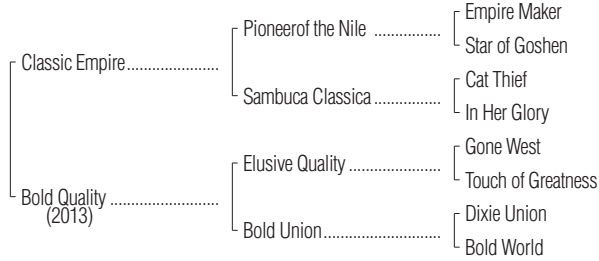 Empire Maker
Pioneerof the Nile ................
Star of Goshen
Classic Empire......................
Cat Thief
Sambuca Classica ................
In Her Glory
Gone West
Elusive Quality ......................
Touch of Greatness
Bold Quality ..........................
(2013)
Dixie Union
Bold Union............................
Bold World